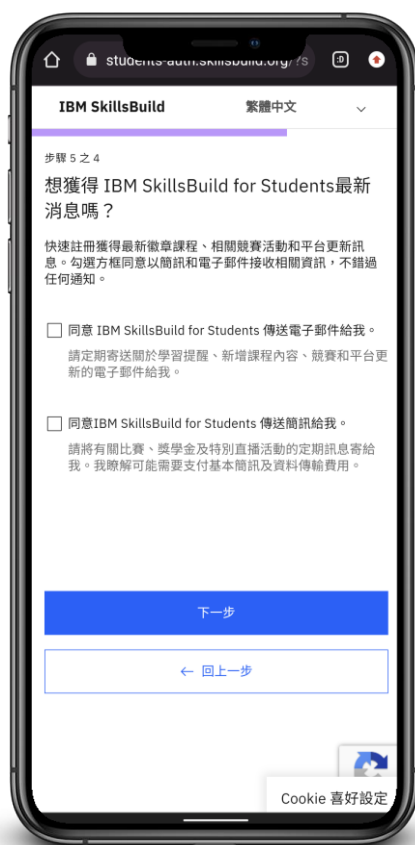 :D
IBM SkillsBuild 繁體中文
步驟 5 之 4
想獲得 IBM SkillsBuild for Students最新
消息嗎？
快速註冊獲得最新徽章課程、相關競賽活動和平台更新訊
息。勾選方框同意以簡訊和電子郵件接收相關資訊，不錯過
任何通知。
同意 IBM SkillsBuild for Students 傳送電子郵件給我。
請定期寄送關於學習提醒、新增課程內容、競賽和平台更
新的電子郵件給我。
同意IBM SkillsBuild for Students 傳送簡訊給我。
請將有關比賽、獎學金及特別直播活動的定期訊息寄給
我。我瞭解可能需要支付基本簡訊及資料傳輸費用。
下一步
← 回上一步
Cookie 喜好設定